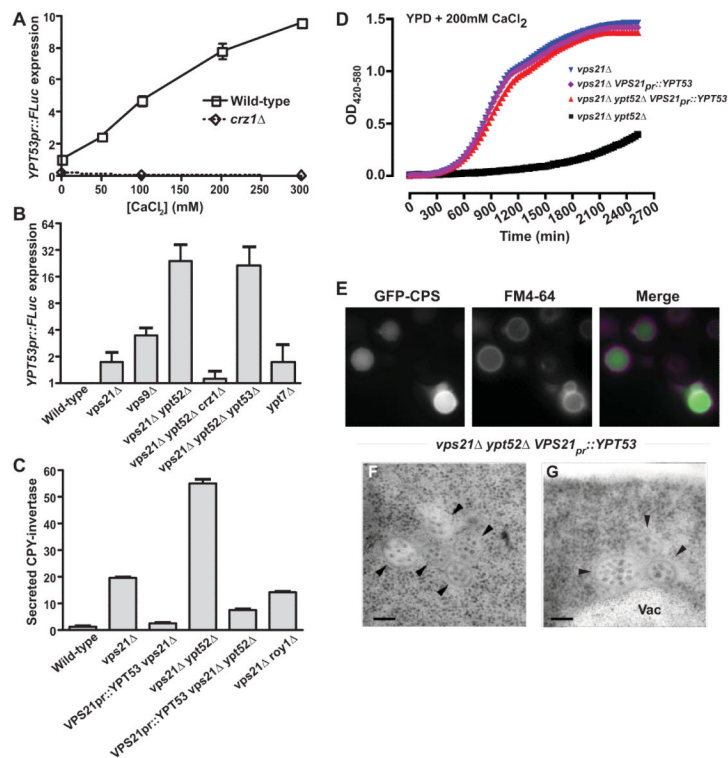 A
YPT53pr::FLuc expression
10
8
6
4
2
0
Wild-type
crz1Δ
0 50 100 150 200 250 300
[CaCl2] (mM)
B
YPT53pr::FLuc expression
64
32
16
8
4
2
1
Wild-type
vps21Δ
vps9Δ
vps21Δ ypt52Δ
vps21Δ ypt52Δ crz1Δ
vps21Δ ypt52Δ ypt53Δ
ypt7Δ
C
Secreted CPY-invertase
60
50
40
30
20
10
0
Wild-type
vps21Δ
VPS21pr::YPT53 vps21Δ
vps21Δ ypt52Δ
VPS21pr::YPT53 vps21Δ ypt52Δ
vps21Δ roy1Δ
D
YPD + 200mM CaCl2
OD420-580
1.5
1.0
0.5
0.0
vps21Δ
vps21Δ VPS21pr::YPT53
vps21Δ ypt52Δ VPS21pr::YPT53
vps21Δ ypt52Δ
0 300 600 900 1200 1500 1800 2100 2400 2700
Time (min)
E
GFP-CPS FM4-64 Merge
vps21Δ ypt52Δ VPS21pr::YPT53
F
G
Vac